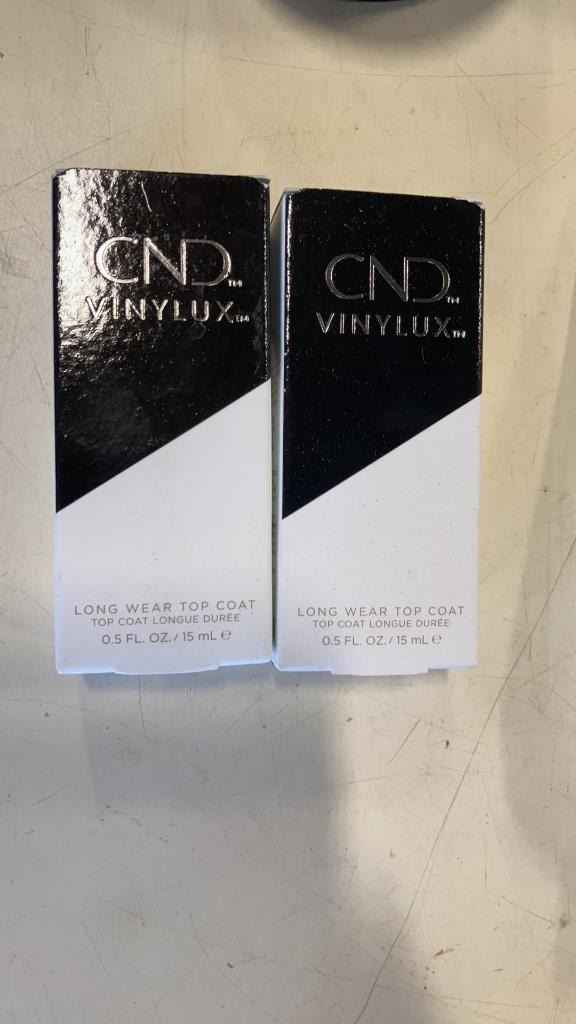 CND™
VINYLUX™
LONG WEAR TOP COAT
TOP COAT LONGUE DURÉE
0.5 FL. OZ. / 15 mL ℮
CND™
VINYLUX™
LONG WEAR TOP COAT
TOP COAT LONGUE DURÉE
0.5 FL. OZ. / 15 mL ℮